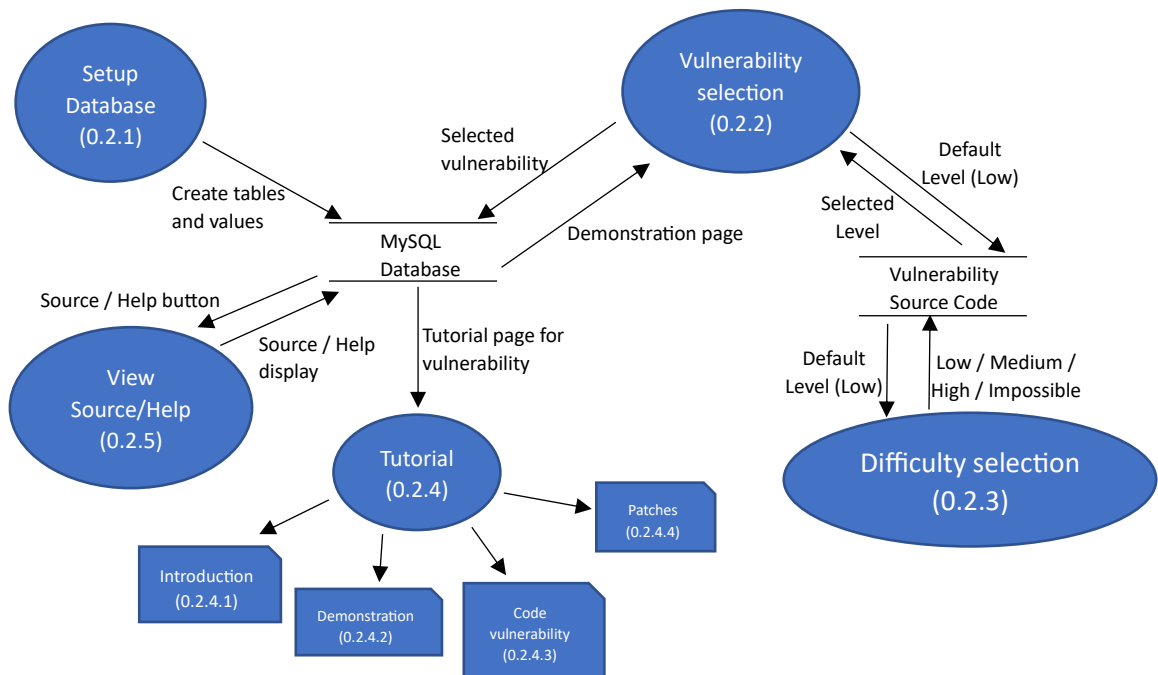 Setup
Database
(0.2.1)
Vulnerability
selection
(0.2.2)
Selected
vulnerability
Default
Level (Low)
Create tables
and values
Selected
Level
Demonstration page
MySQL
Database
Vulnerability
Source Code
Source / Help button
Source / Help
display
Tutorial page for
vulnerability
Default
Level (Low)
Low / Medium /
High / Impossible
View
Source/Help
(0.2.5)
Tutorial
(0.2.4)
Difficulty selection
(0.2.3)
Patches
(0.2.4.4)
Introduction
(0.2.4.1)
Demonstration
(0.2.4.2)
Code
vulnerability
(0.2.4.3)